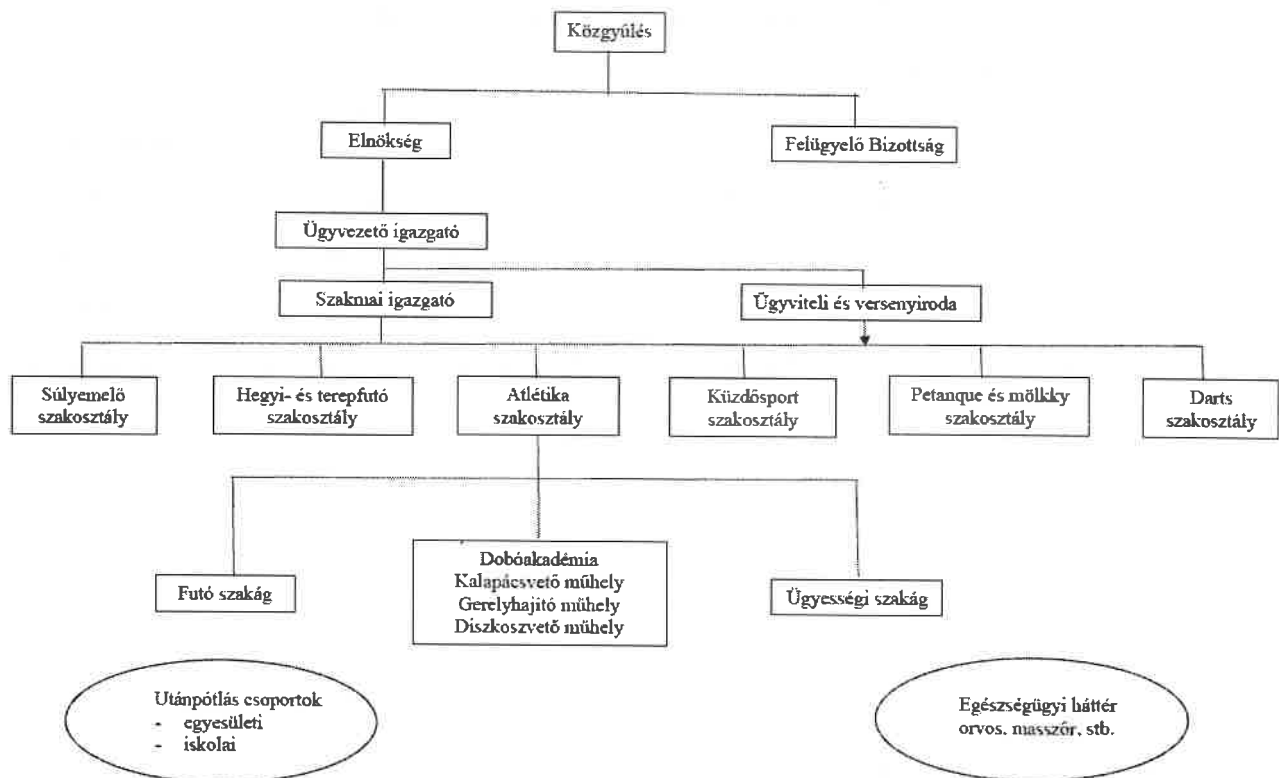 Közgyűlés
Elnökség
Felügyelő Bizottság
Ügyvezető igazgató
Szakmai igazgató
Ügyviteli és versenyiroda
Súlyemelő
szakosztály
Hegyi- és terepfutó
szakosztály
Atlétika
szakosztály
Küzdősport
szakosztály
Petanque és mölkky
szakosztály
Darts
szakosztály
Futó szakág
Dobóakadémia
Kalapácsvető műhely
Gerelyhajító műhely
Diszkoszvető műhely
Ügyességi szakág
Utánpótlás csoportok
- egyesületi
- iskolai
Egészségügyi háttér
orvos, masszőr, stb.